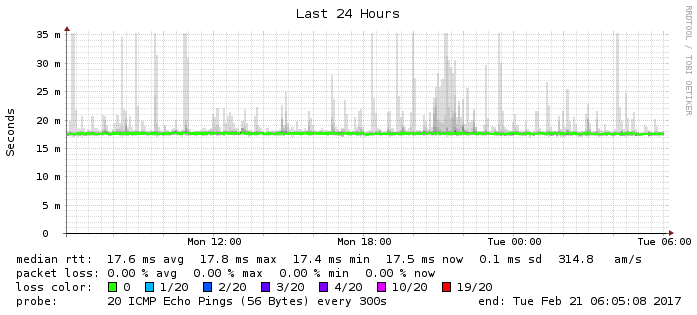 Last 24 Hours
RRDTOOL / TOBI OETIKER
Seconds
35 m
30 m
25 m
20 m
15 m
10 m
5 m
0
Mon 12:00 Mon 18:00 Tue 00:00 Tue 06:00
median rtt: 17.6 ms avg 17.8 ms max 17.4 ms min 17.5 ms now 0.1 ms sd 314.8 am/s
packet loss: 0.00 % avg 0.00 % max 0.00 % min 0.00 % now
loss color: 0 1/20 2/20 3/20 4/20 10/20 19/20
probe: 20 ICMP Echo Pings (56 Bytes) every 300s end: Tue Feb 21 06:05:08 2017